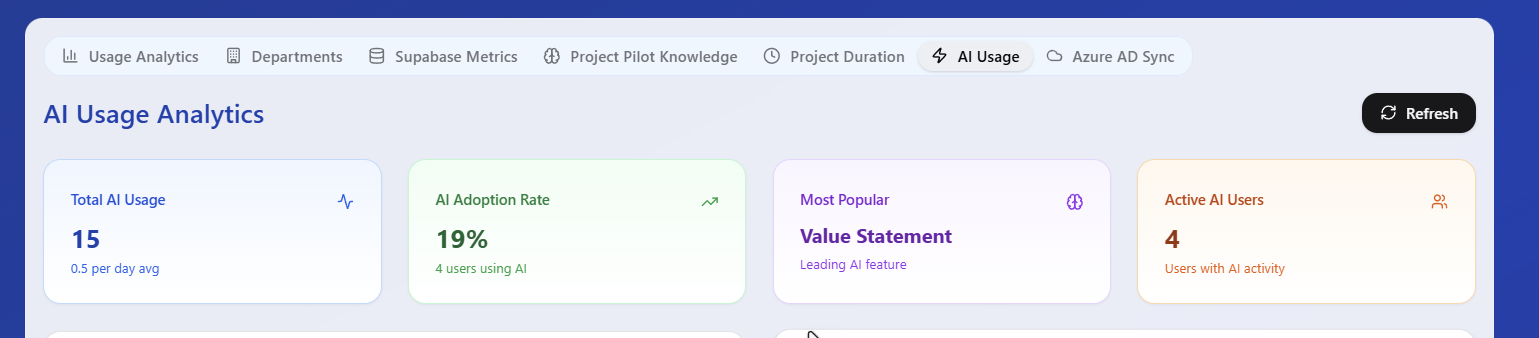 Usage Analytics
Departments
Supabase Metrics
Project Pilot Knowledge
Project Duration
AI Usage
Azure AD Sync
AI Usage Analytics
Refresh
Total AI Usage
15
0.5 per day avg
AI Adoption Rate
19%
4 users using AI
Most Popular
Value Statement
Leading AI feature
Active AI Users
4
Users with AI activity